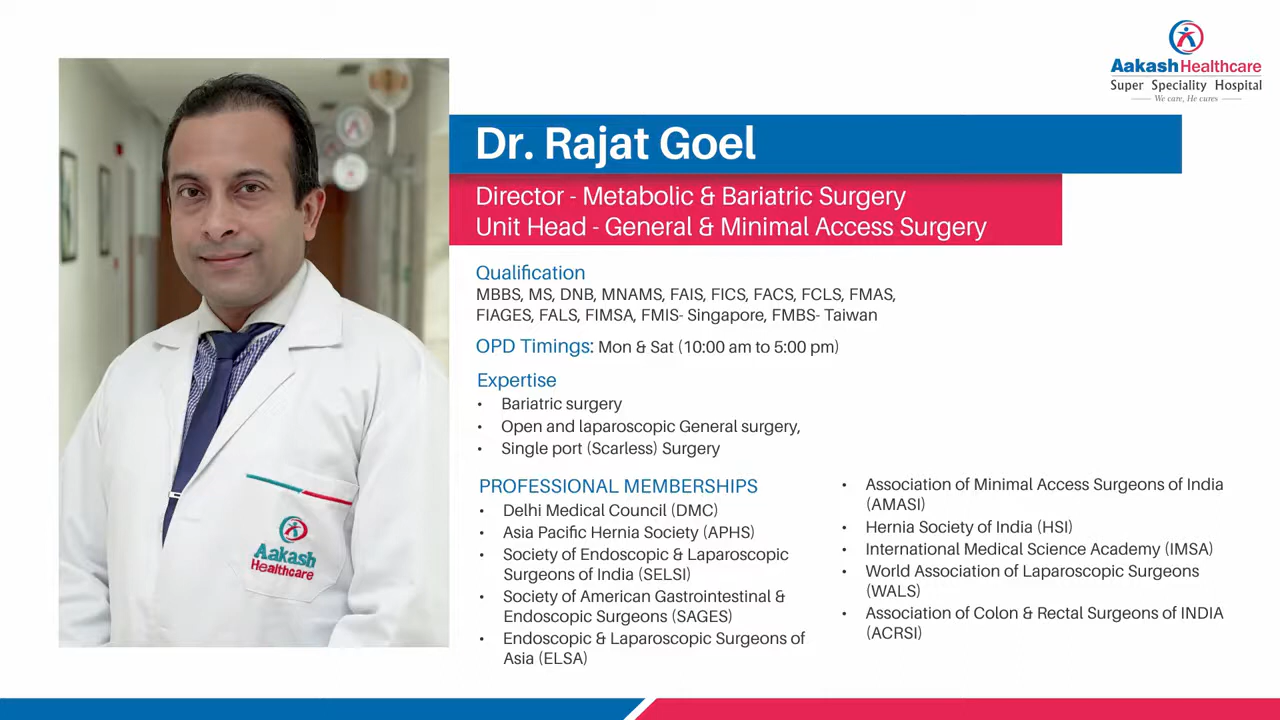 Aakash Healthcare
Super Speciality Hospital
We care, He cures
Dr. Rajat Goel
Director - Metabolic & Bariatric Surgery
Unit Head - General & Minimal Access Surgery
Qualification
MBBS, MS, DNB, MNAMS, FAIS, FICS, FACS, FCLS, FMAS,
FIAGES, FALS, FIMSA, FMIS- Singapore, FMBS- Taiwan
OPD Timings: Mon & Sat (10:00 am to 5:00 pm)
Expertise
• Bariatric surgery
• Open and laparoscopic General surgery,
• Single port (Scarless) Surgery
PROFESSIONAL MEMBERSHIPS
• Delhi Medical Council (DMC)
• Asia Pacific Hernia Society (APHS)
• Society of Endoscopic & Laparoscopic
Surgeons of India (SELSI)
• Society of American Gastrointestinal &
Endoscopic Surgeons (SAGES)
• Endoscopic & Laparoscopic Surgeons of
Asia (ELSA)
• Association of Minimal Access Surgeons of India
(AMASI)
• Hernia Society of India (HSI)
• International Medical Science Academy (IMSA)
• World Association of Laparoscopic Surgeons
(WALS)
• Association of Colon & Rectal Surgeons of INDIA
(ACRSI)
Aakash
Healthcare